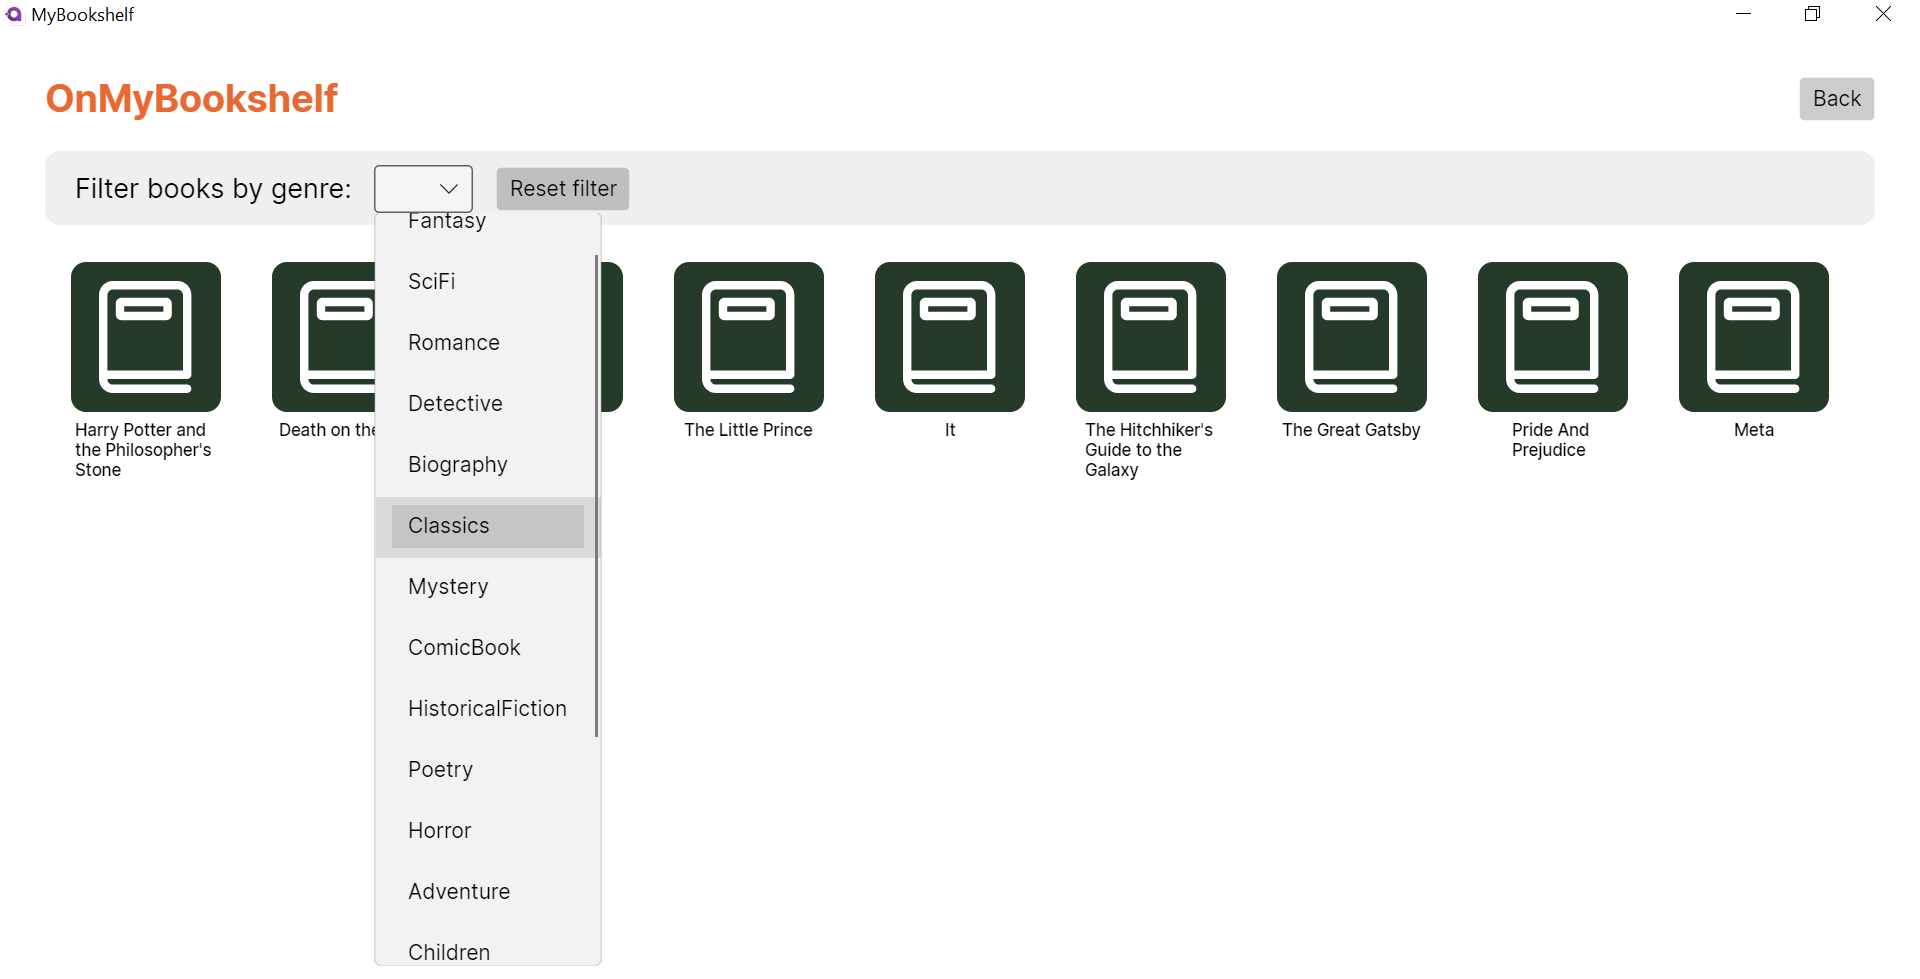 MyBookshelf
OnMyBookshelf
Back
Filter books by genre:
Reset filter
Fantasy
SciFi
Romance
Detective
Biography
Classics
Mystery
ComicBook
HistoricalFiction
Poetry
Horror
Adventure
Children
Harry Potter and
the Philosopher's
Stone
Death on the
The Little Prince
It
The Hitchhiker's
Guide to the
Galaxy
The Great Gatsby
Pride And
Prejudice
Meta